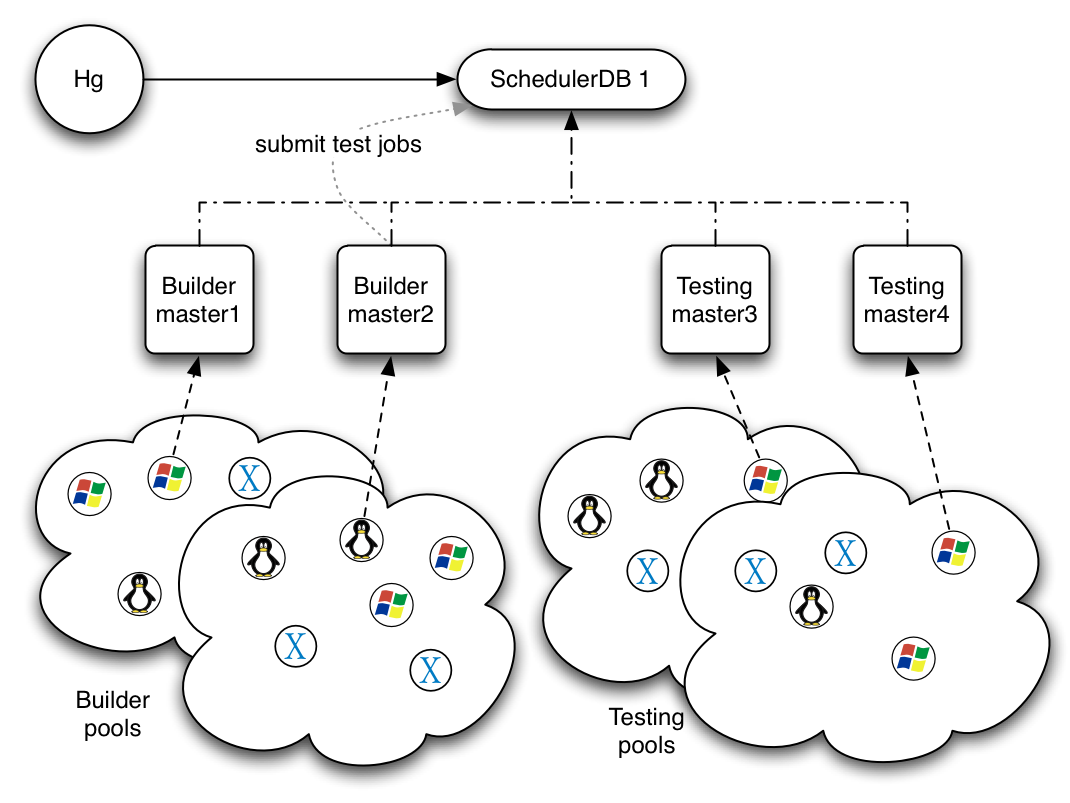 Hg
SchedulerDB 1
submit test jobs
Builder
master1
Builder
master2
Testing
master3
Testing
master4
X
X
X
X
X
X
Builder
pools
Testing
pools